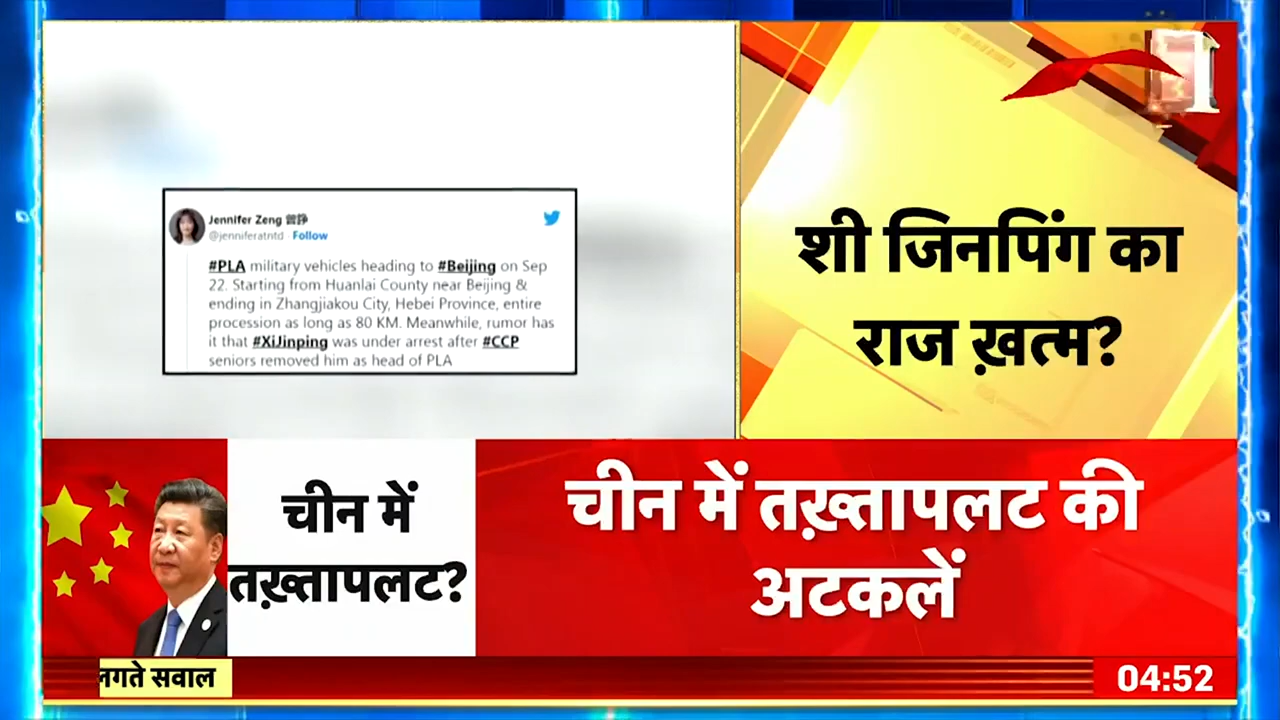 Jennifer Zeng 曾錚
@jenniferatntd · Follow
#PLA military vehicles heading to #Beijing on Sep
22. Starting from Huanlai County near Beijing &
ending in Zhangjiakou City, Hebei Province, entire
procession as long as 80 KM. Meanwhile, rumor has
it that #XiJinping was under arrest after #CCP
seniors removed him as head of PLA
1
शी जिनपिंग का
राज ख़त्म?
चीन में
तख़्तापलट?
चीन में तख़्तापलट की
अटकलें
लगते सवाल
04:52